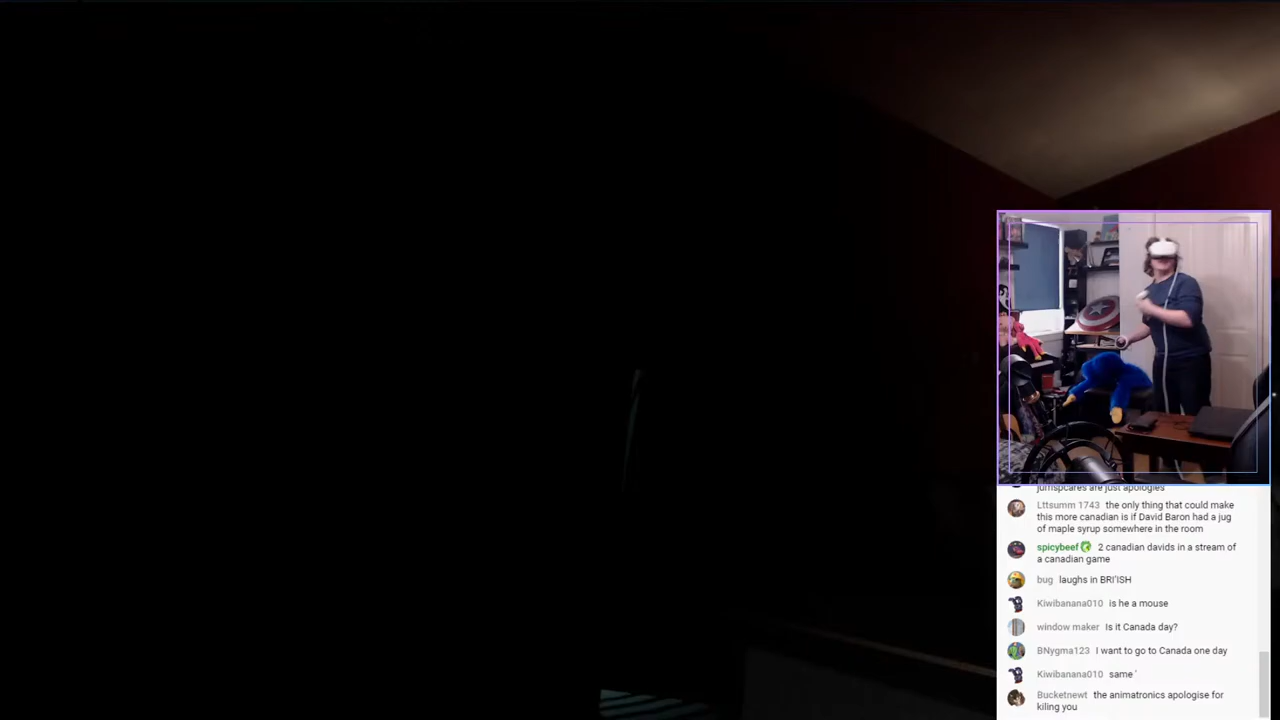 jumspcares are just apologies
Lttsumm 1743 the only thing that could make
this more canadian is if David Baron had a jug
of maple syrup somewhere in the room
spicybeef 2 canadian davids in a stream of
a canadian game
bug laughs in BRI'ISH
Kiwibanana010 is he a mouse
window maker Is it Canada day?
BNygma123 I want to go to Canada one day
Kiwibanana010 same '
Bucketnewt the animatronics apologise for
kiling you